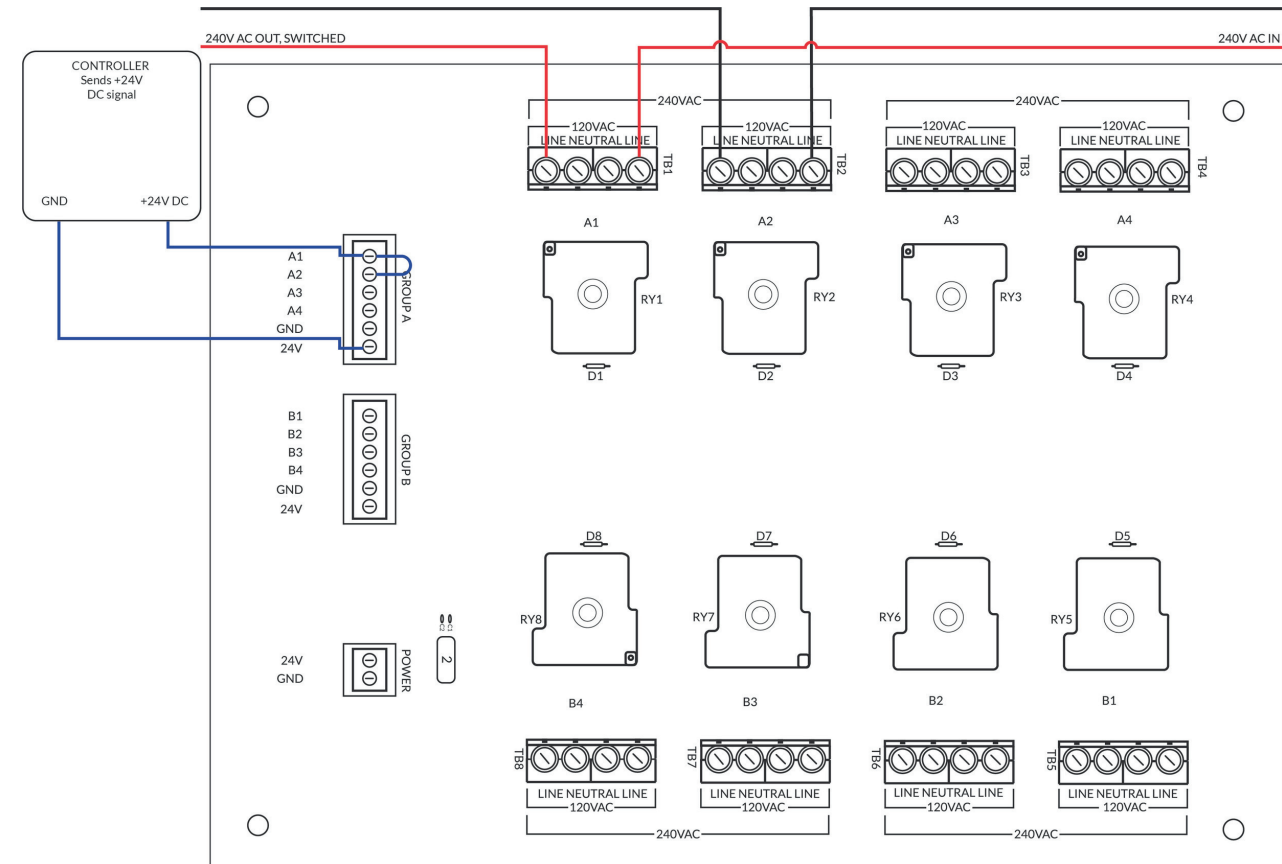 240V AC OUT, SWITCHED
240V AC IN
CONTROLLER
Sends +24V
DC signal
GND
+24V DC
240VAC
120VAC
LINE NEUTRAL LINE
TB1
120VAC
LINE NEUTRAL LINE
TB2
240VAC
120VAC
LINE NEUTRAL LINE
TB3
120VAC
LINE NEUTRAL LINE
TB4
A1
A2
A3
A4
RY1
RY2
RY3
RY4
D1
D2
D3
D4
A1
A2
A3
A4
GND
24V
GROUP A
B1
B2
B3
B4
GND
24V
GROUP B
D8
D7
D6
D5
RY8
RY7
RY6
RY5
24V
GND
POWER
C2
C1
2
B4
B3
B2
B1
TB8
LINE NEUTRAL LINE
120VAC
TB7
LINE NEUTRAL LINE
120VAC
240VAC
TB6
LINE NEUTRAL LINE
120VAC
TB5
LINE NEUTRAL LINE
120VAC
240VAC